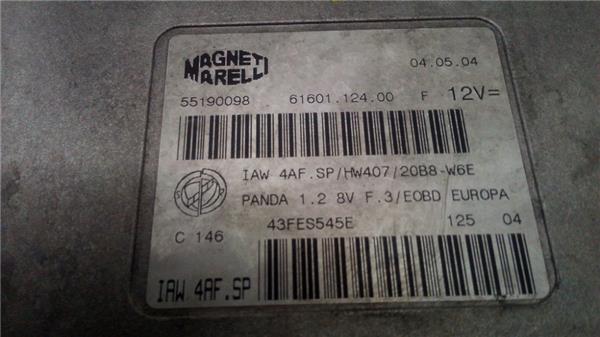 MAGNETI MARELLI
04.05.04
55190098 61601.124.00 F 12V=
IAW 4AF.SP/HW407/20B8-W6E
PANDA 1.2 8V F.3/EOBD EUROPA
C 146 43FES545E 125 04
IAW 4AF.SP